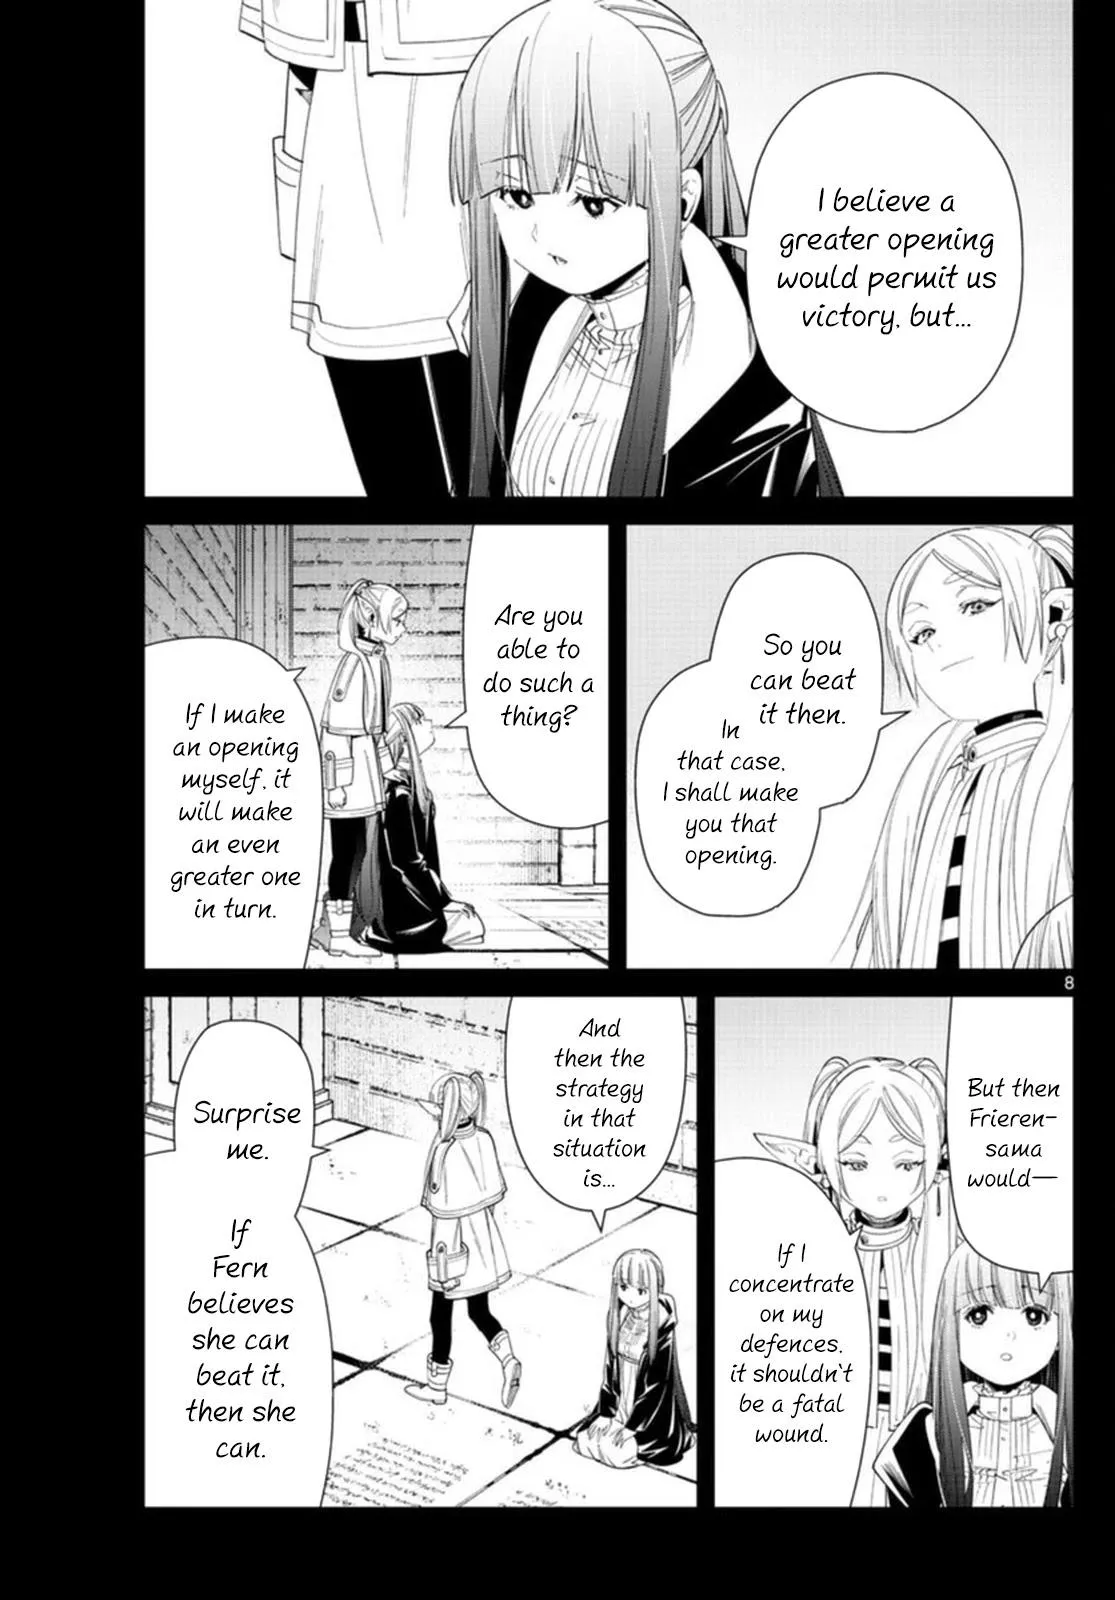 I believe a
greater opening
would permit us
victory, but...
So you
can beat
it then.
In
that case,
I shall make
you that
opening.
Are you
able to
do such a
thing?
If I make
an opening
myself, it
will make
an even
greater one
in turn.
8
But then
Frieren-
sama
would—
If I
concentrate
on my
defences,
it shouldn't
be a fatal
wound.
And
then the
strategy
in that
situation
is...
Surprise
me.
If
Fern
believes
she can
beat it,
then she
can.